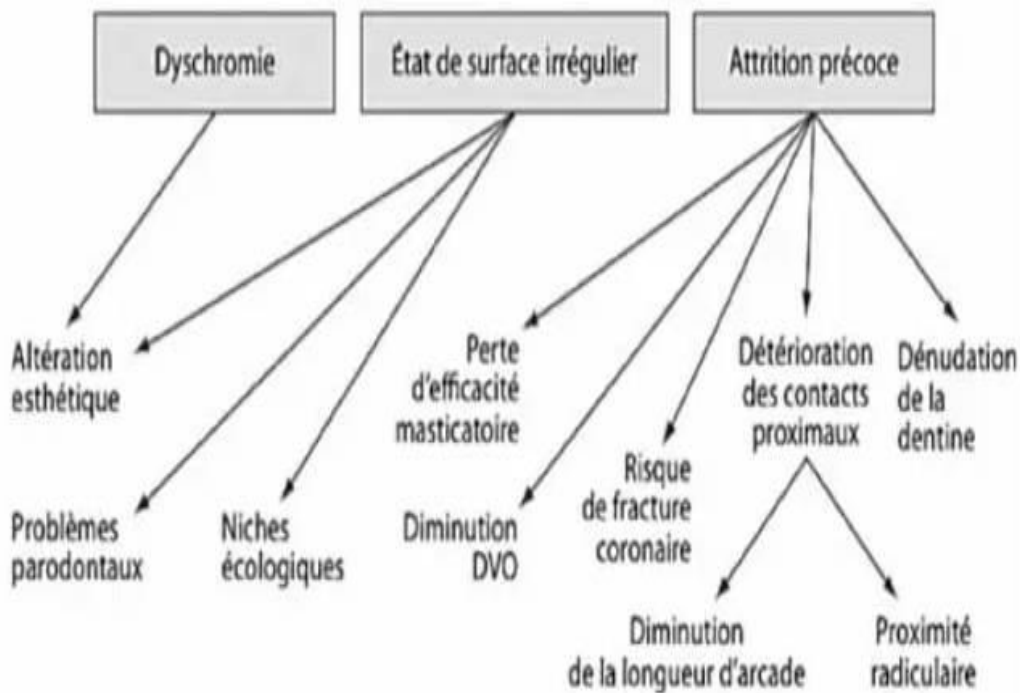 Dyschromie
État de surface irrégulier
Attrition précoce
Altération
esthétique
Perte
d'efficacité
masticatoire
Détérioration
des contacts
proximaux
Dénudation
de la
dentine
Problèmes
parodontaux
Niches
écologiques
Diminution
DVO
Risque
de fracture
coronaire
Diminution
de la longueur d'arcade
Proximité
radiculaire